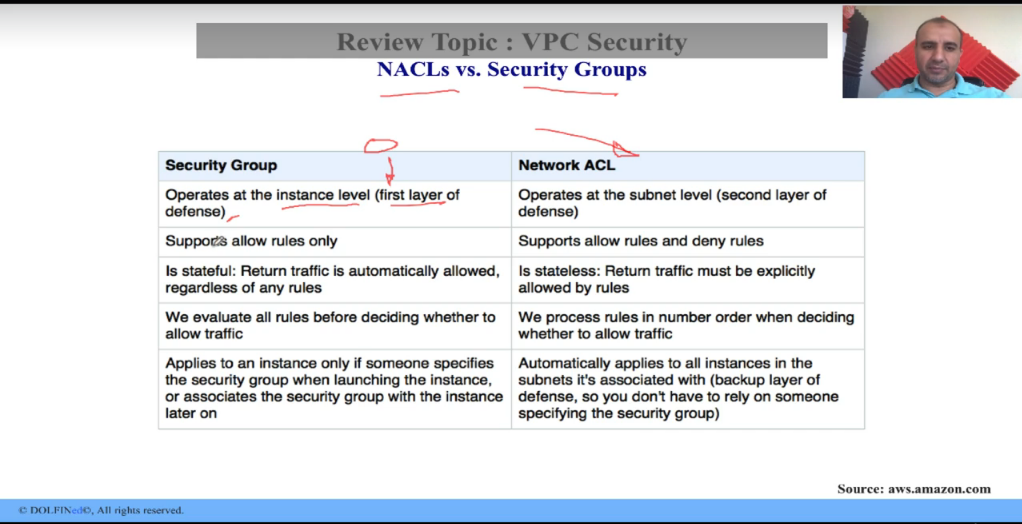 Review Topic : VPC Security
NACLs vs. Security Groups
Security Group
Network ACL
Operates at the instance level (first layer of
defense)
Operates at the subnet level (second layer of
defense)
Supports allow rules only
Supports allow rules and deny rules
Is stateful: Return traffic is automatically allowed,
regardless of any rules
Is stateless: Return traffic must be explicitly
allowed by rules
We evaluate all rules before deciding whether to
allow traffic
We process rules in number order when deciding
whether to allow traffic
Applies to an instance only if someone specifies
the security group when launching the instance,
or associates the security group with the instance
later on
Automatically applies to all instances in the
subnets it's associated with (backup layer of
defense, so you don't have to rely on someone
specifying the security group)
Source: aws.amazon.com
© DOLFINed©, All rights reserved.